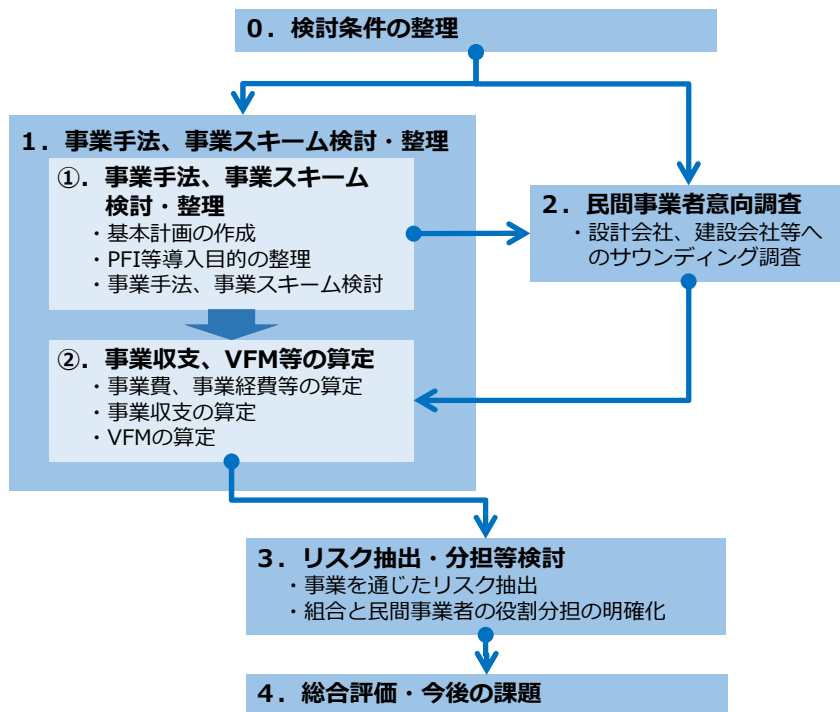 ０．検討条件の整理
１．事業手法、事業スキーム検討・整理
①．事業手法、事業スキーム
検討・整理
・基本計画の作成
・PFI等導入目的の整理
・事業手法、事業スキーム検討
２．民間事業者意向調査
・設計会社、建設会社等へ
のサウンディング調査
②．事業収支、VFM等の算定
・事業費、事業経費等の算定
・事業収支の算定
・VFMの算定
３．リスク抽出・分担等検討
・事業を通じたリスク抽出
・組合と民間事業者の役割分担の明確化
４．総合評価・今後の課題